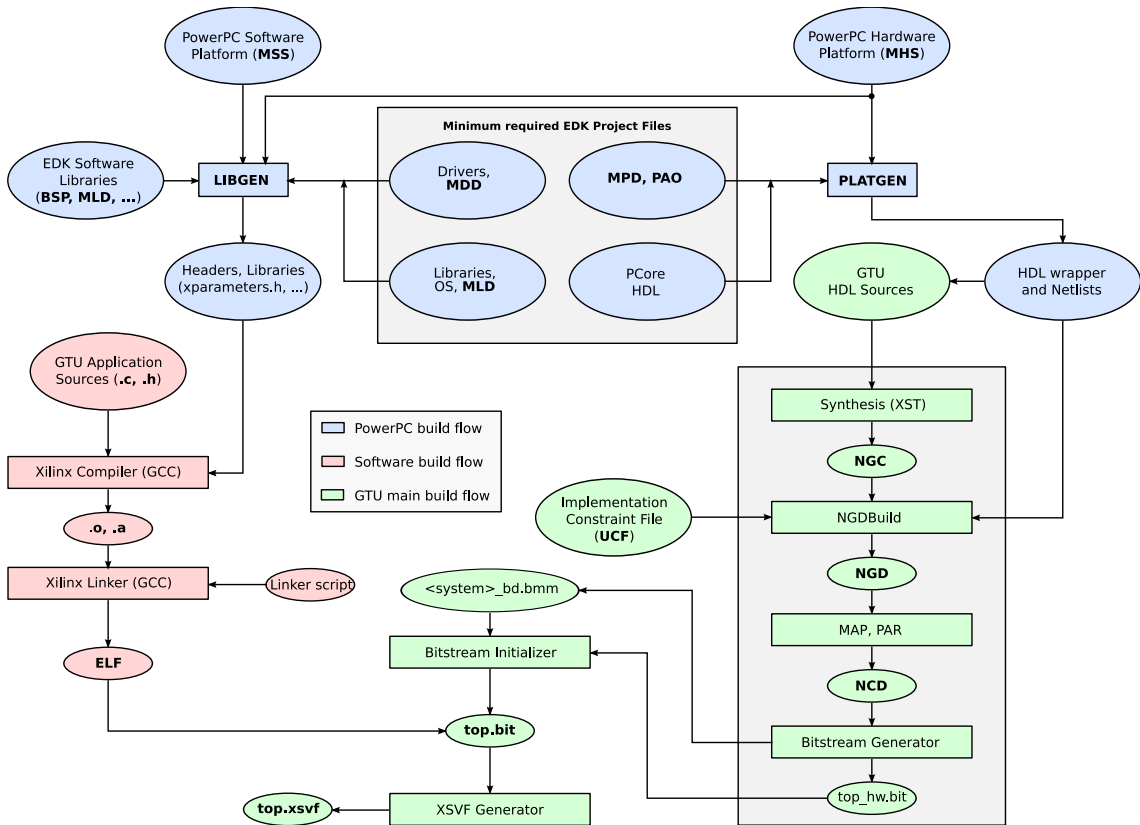 PowerPC Software
Platform (MSS)
PowerPC Hardware
Platform (MHS)
Minimum required EDK Project Files
EDK Software
Libraries
(BSP, MLD, ...)
LIBGEN
Drivers,
MDD
MPD, PAO
PLATGEN
Headers, Libraries
(xparameters.h, ...)
Libraries,
OS, MLD
PCore
HDL
GTU
HDL Sources
HDL wrapper
and Netlists
GTU Application
Sources (.c, .h)
PowerPC build flow
Software build flow
GTU main build flow
Synthesis (XST)
NGC
Xilinx Compiler (GCC)
Implementation
Constraint File
(UCF)
NGDBuild
.o, .a
Xilinx Linker (GCC)
Linker script
<system>_bd.bmm
NGD
MAP, PAR
Bitstream Initializer
ELF
NCD
top.bit
Bitstream Generator
top_hw.bit
top.xsvf
XSVF Generator